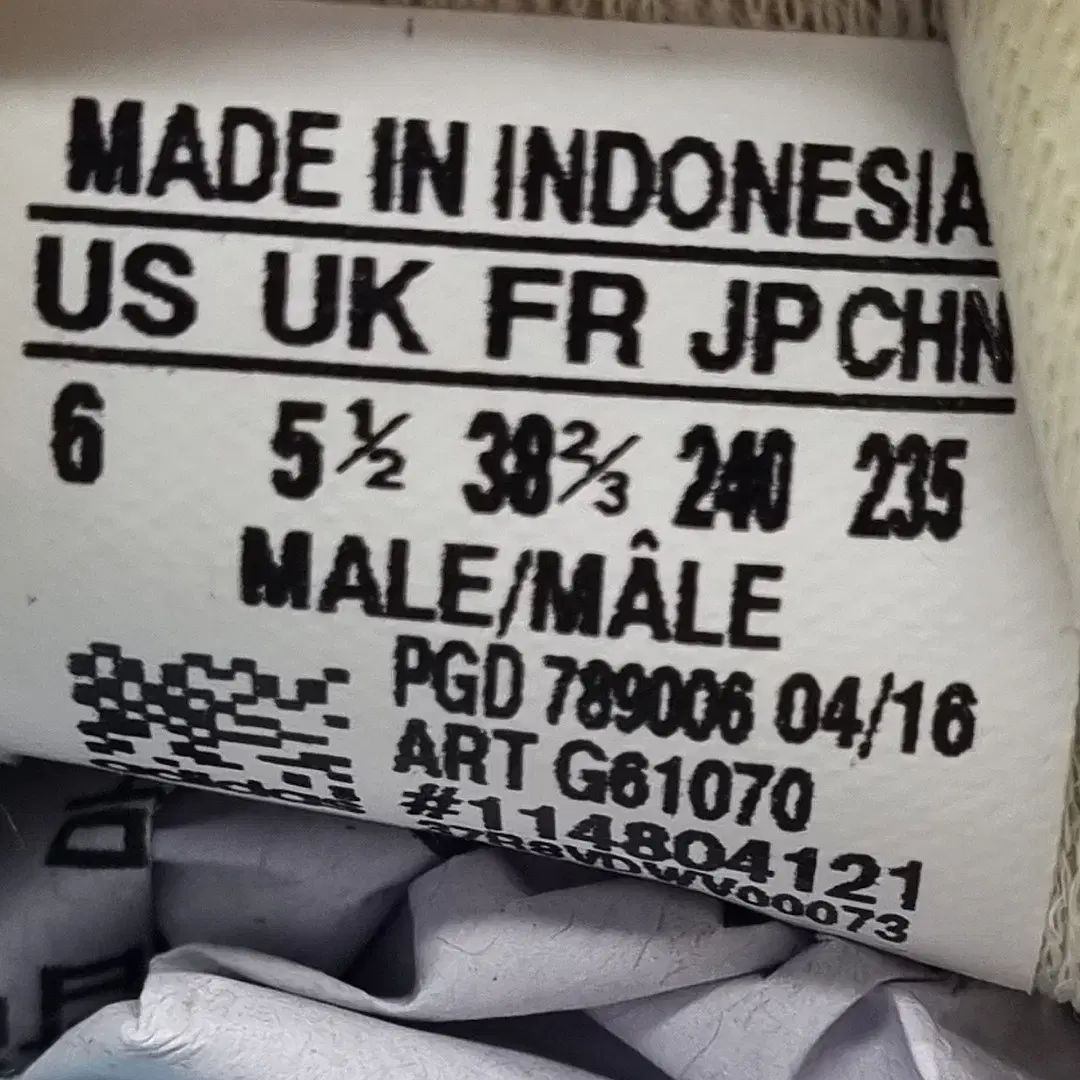 MADE IN INDONESIA
US UK FR JP CHN
6 5½ 38⅔ 240 235
MALE/MÂLE
PGD 789006 04/16
ART G61070
#114804121
adidas